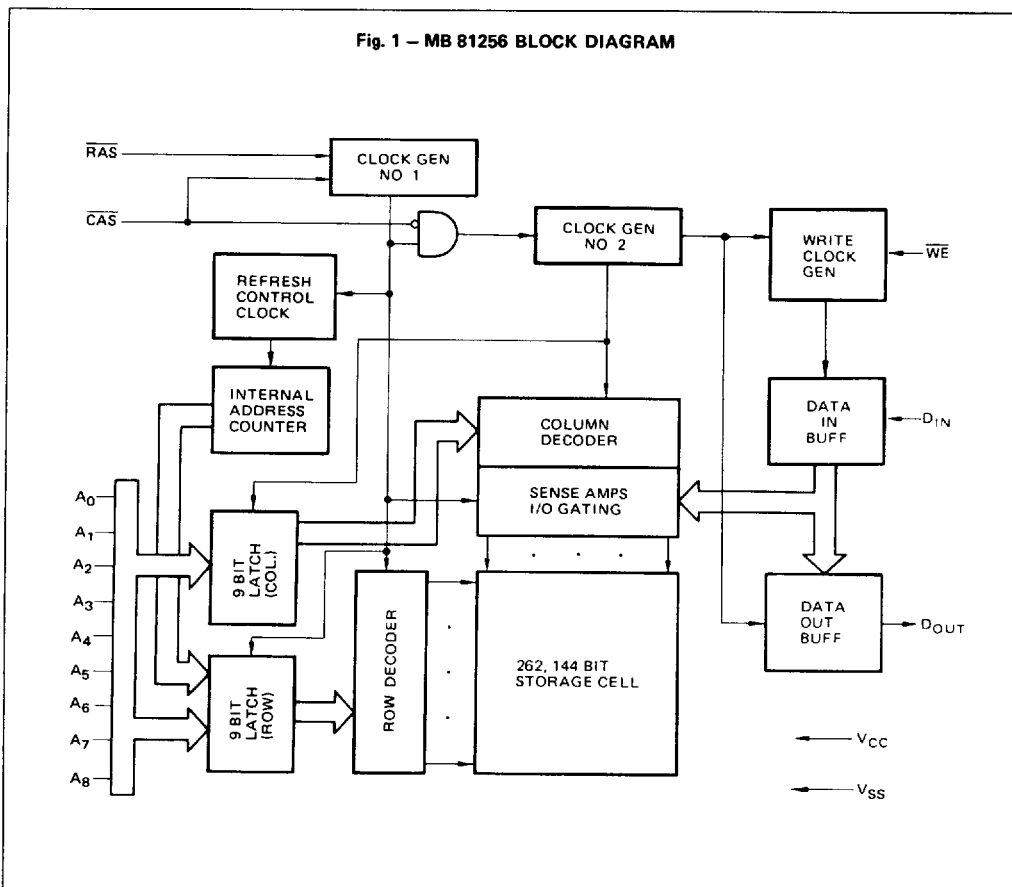 Fig. 1 – MB 81256 BLOCK DIAGRAM
RAS
CLOCK GEN
NO 1
CAS
CLOCK GEN
NO 2
WRITE
CLOCK
GEN
WE
REFRESH
CONTROL
CLOCK
INTERNAL
ADDRESS
COUNTER
COLUMN
DECODER
DATA
IN
BUFF
DIN
SENSE AMPS
I/O GATING
A0
A1
A2
A3
A4
A5
A6
A7
A8
9 BIT
LATCH
(COL.)
9 BIT
LATCH
(ROW)
ROW DECODER
262, 144 BIT
STORAGE CELL
DATA
OUT
BUFF
DOUT
VCC
VSS